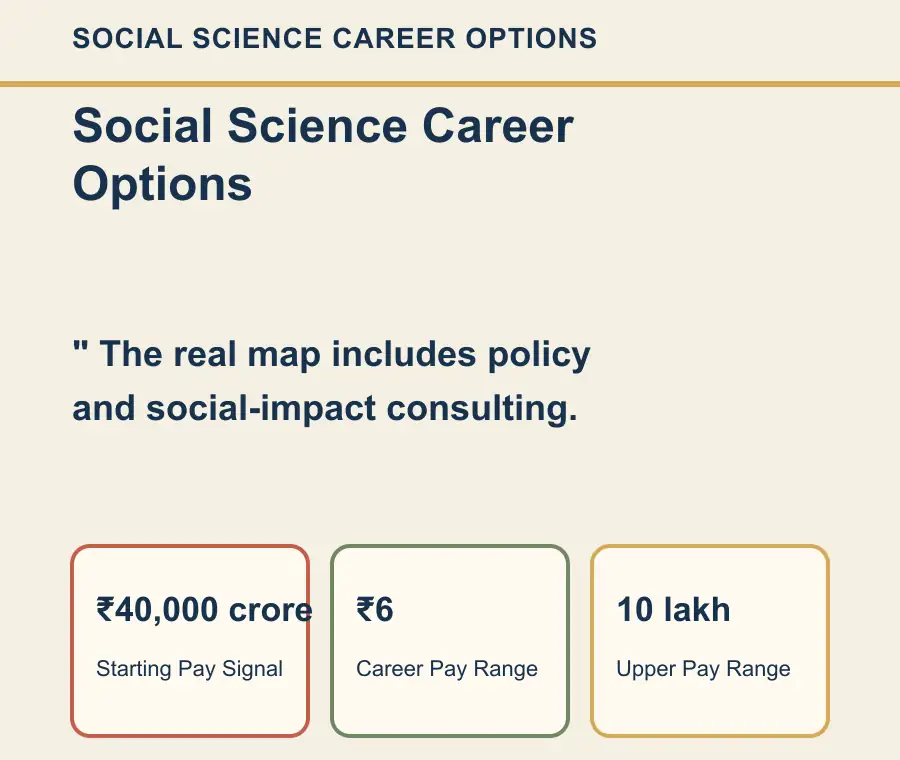 SOCIAL SCIENCE CAREER OPTIONS
Social Science Career
Options
" The real map includes policy
and social-impact consulting.
₹40,000 crore
Starting Pay Signal
₹6
Career Pay Range
10 lakh
Upper Pay Range